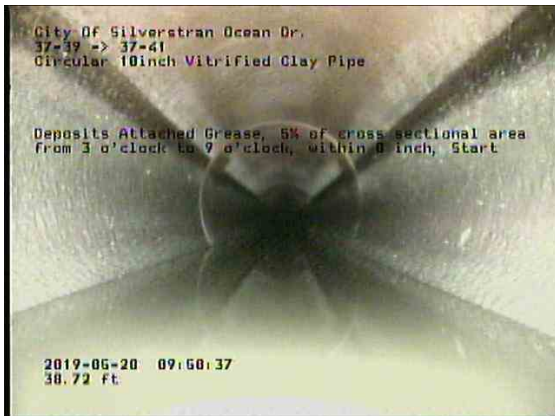 City Of Silverstran Ocean Dr.
37-39 -> 37-41
Circular 10inch Vitrified Clay Pipe
Deposits Attached Grease, 5% of cross sectional area
from 3 o'clock to 9 o'clock, within 8 inch, Start
2019-06-20 09:50:37
38.72 ft